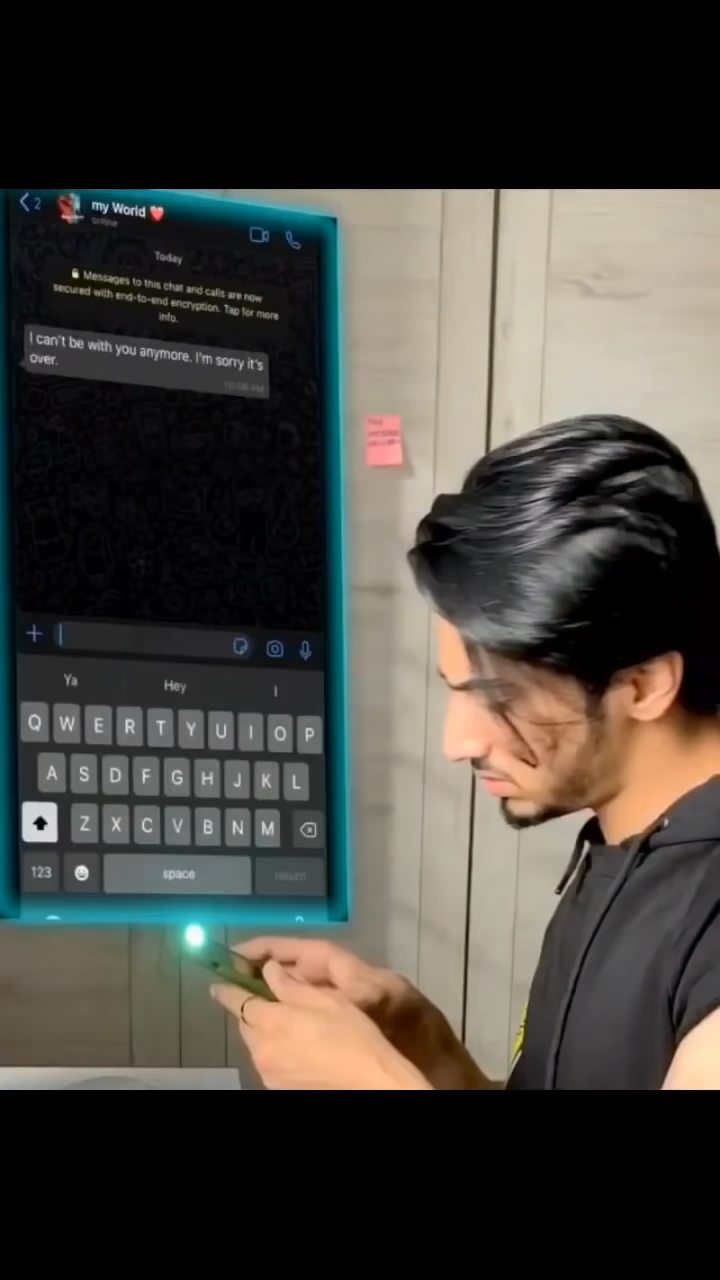 2
my World ❤️
online
Today
🔒 Messages to this chat and calls are now
secured with end-to-end encryption. Tap for more
info.
I can't be with you anymore. I'm sorry it's
over.
10:06 PM
Ya Hey I
Q W E R T Y U I O P
A S D F G H J K L
Z X C V B N M
123 space return